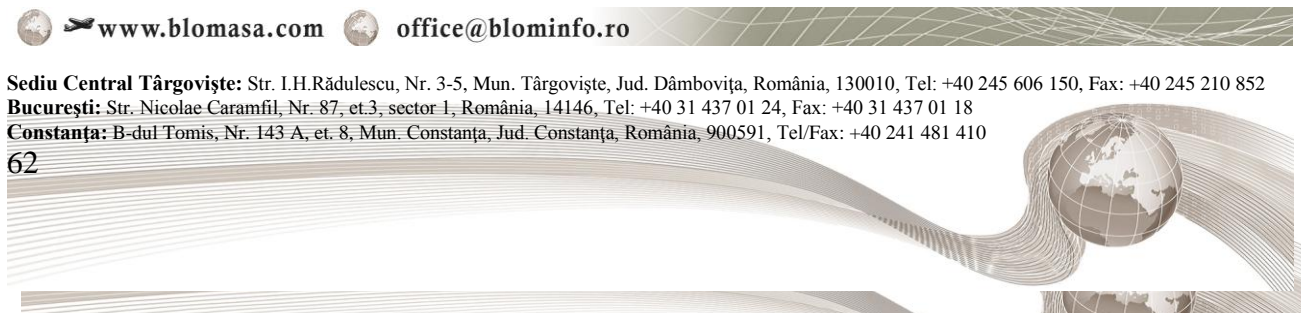 www.blomasa.com office@blominfo.ro
Sediu Central Târgovişte: Str. I.H.Rădulescu, Nr. 3-5, Mun. Târgovişte, Jud. Dâmboviţa, România, 130010, Tel: +40 245 606 150, Fax: +40 245 210 852
Bucureşti: Str. Nicolae Caramfil, Nr. 87, et.3, sector 1, România, 14146, Tel: +40 31 437 01 24, Fax: +40 31 437 01 18
Constanţa: B-dul Tomis, Nr. 143 A, et. 8, Mun. Constanţa, Jud. Constanţa, România, 900591, Tel/Fax: +40 241 481 410
62